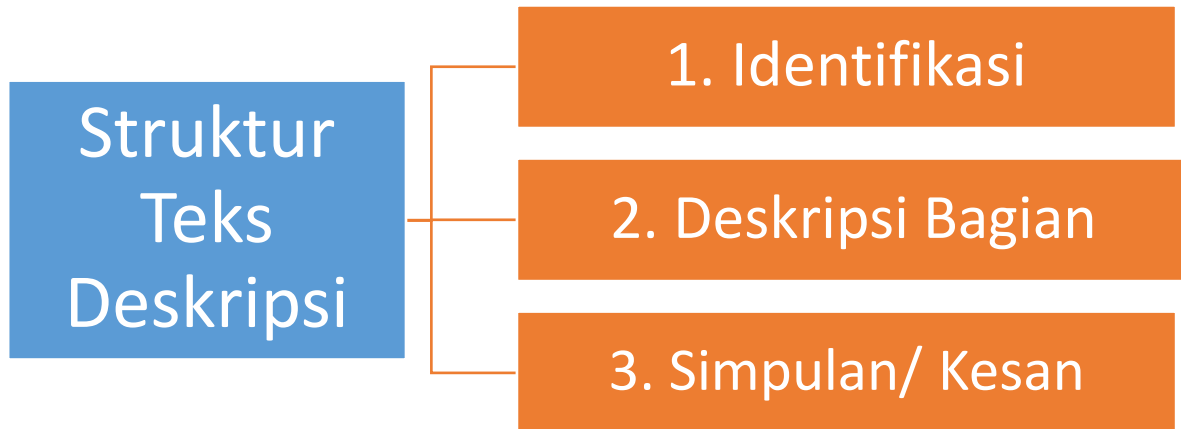 Struktur
Teks
Deskripsi
1. Identifikasi
2. Deskripsi Bagian
3. Simpulan/ Kesan